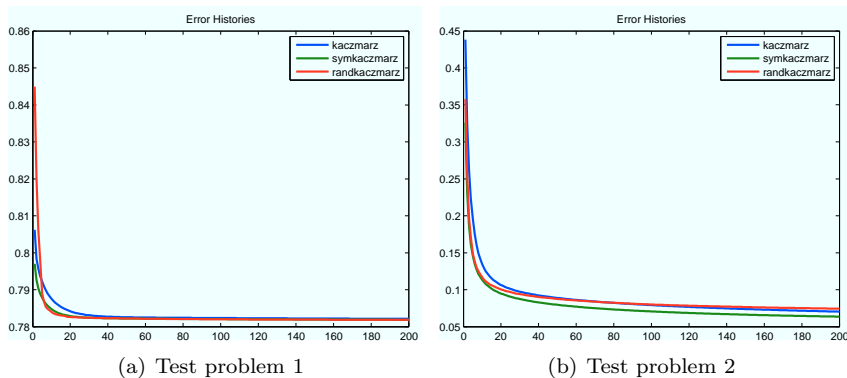 Error Histories
0.86
0.85
0.84
0.83
0.82
0.81
0.8
0.79
0.78
0 20 40 60 80 100 120 140 160 180 200
kaczmarz
symkaczmarz
randkaczmarz
(a) Test problem 1
Error Histories
0.45
0.4
0.35
0.3
0.25
0.2
0.15
0.1
0.05
0 20 40 60 80 100 120 140 160 180 200
kaczmarz
symkaczmarz
randkaczmarz
(b) Test problem 2